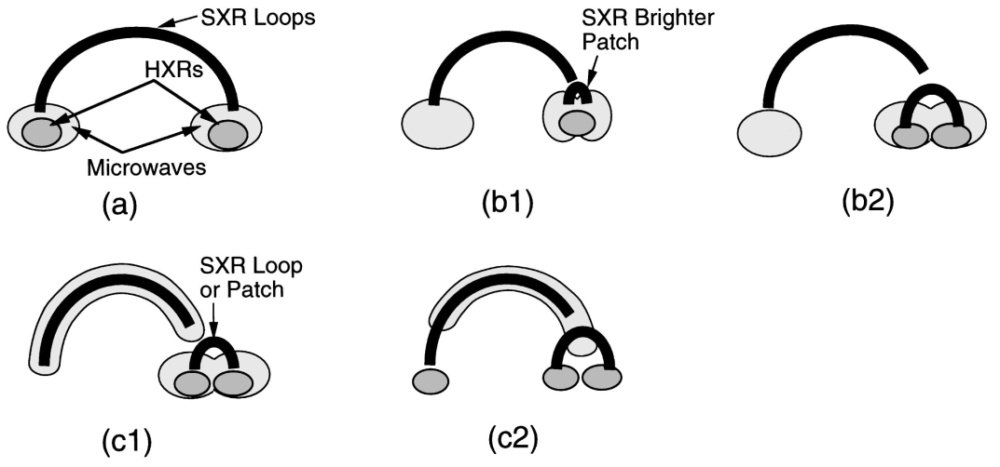 SXR Loops
HXRs
Microwaves
(a)
SXR Brighter
Patch
(b1)
(b2)
SXR Loop
or Patch
(c1)
(c2)